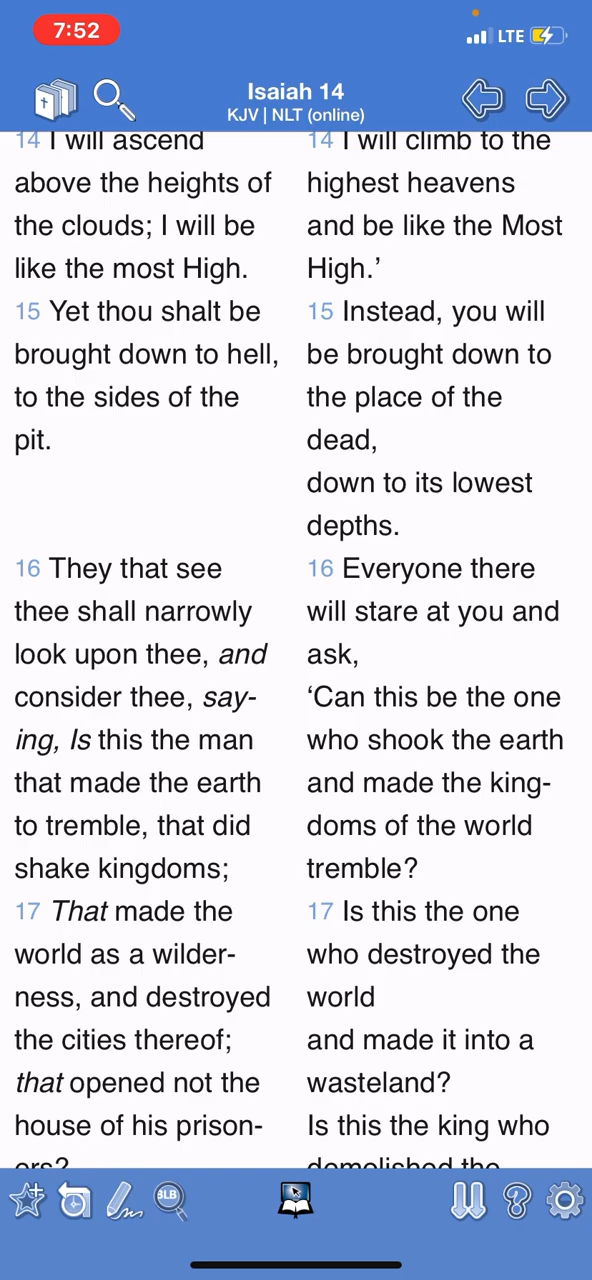 7:52
LTE
Isaiah 14
KJV | NLT (online)
14 I will ascend
above the heights of
the clouds; I will be
like the most High.
15 Yet thou shalt be
brought down to hell,
to the sides of the
pit.
16 They that see
thee shall narrowly
look upon thee, and
consider thee, say-
ing, Is this the man
that made the earth
to tremble, that did
shake kingdoms;
17 That made the
world as a wilder-
ness, and destroyed
the cities thereof;
that opened not the
house of his prison-
ers?
14 I will climb to the
highest heavens
and be like the Most
High.’
15 Instead, you will
be brought down to
the place of the
dead,
down to its lowest
depths.
16 Everyone there
will stare at you and
ask,
‘Can this be the one
who shook the earth
and made the king-
doms of the world
tremble?
17 Is this the one
who destroyed the
world
and made it into a
wasteland?
Is this the king who
demolished the
BLB